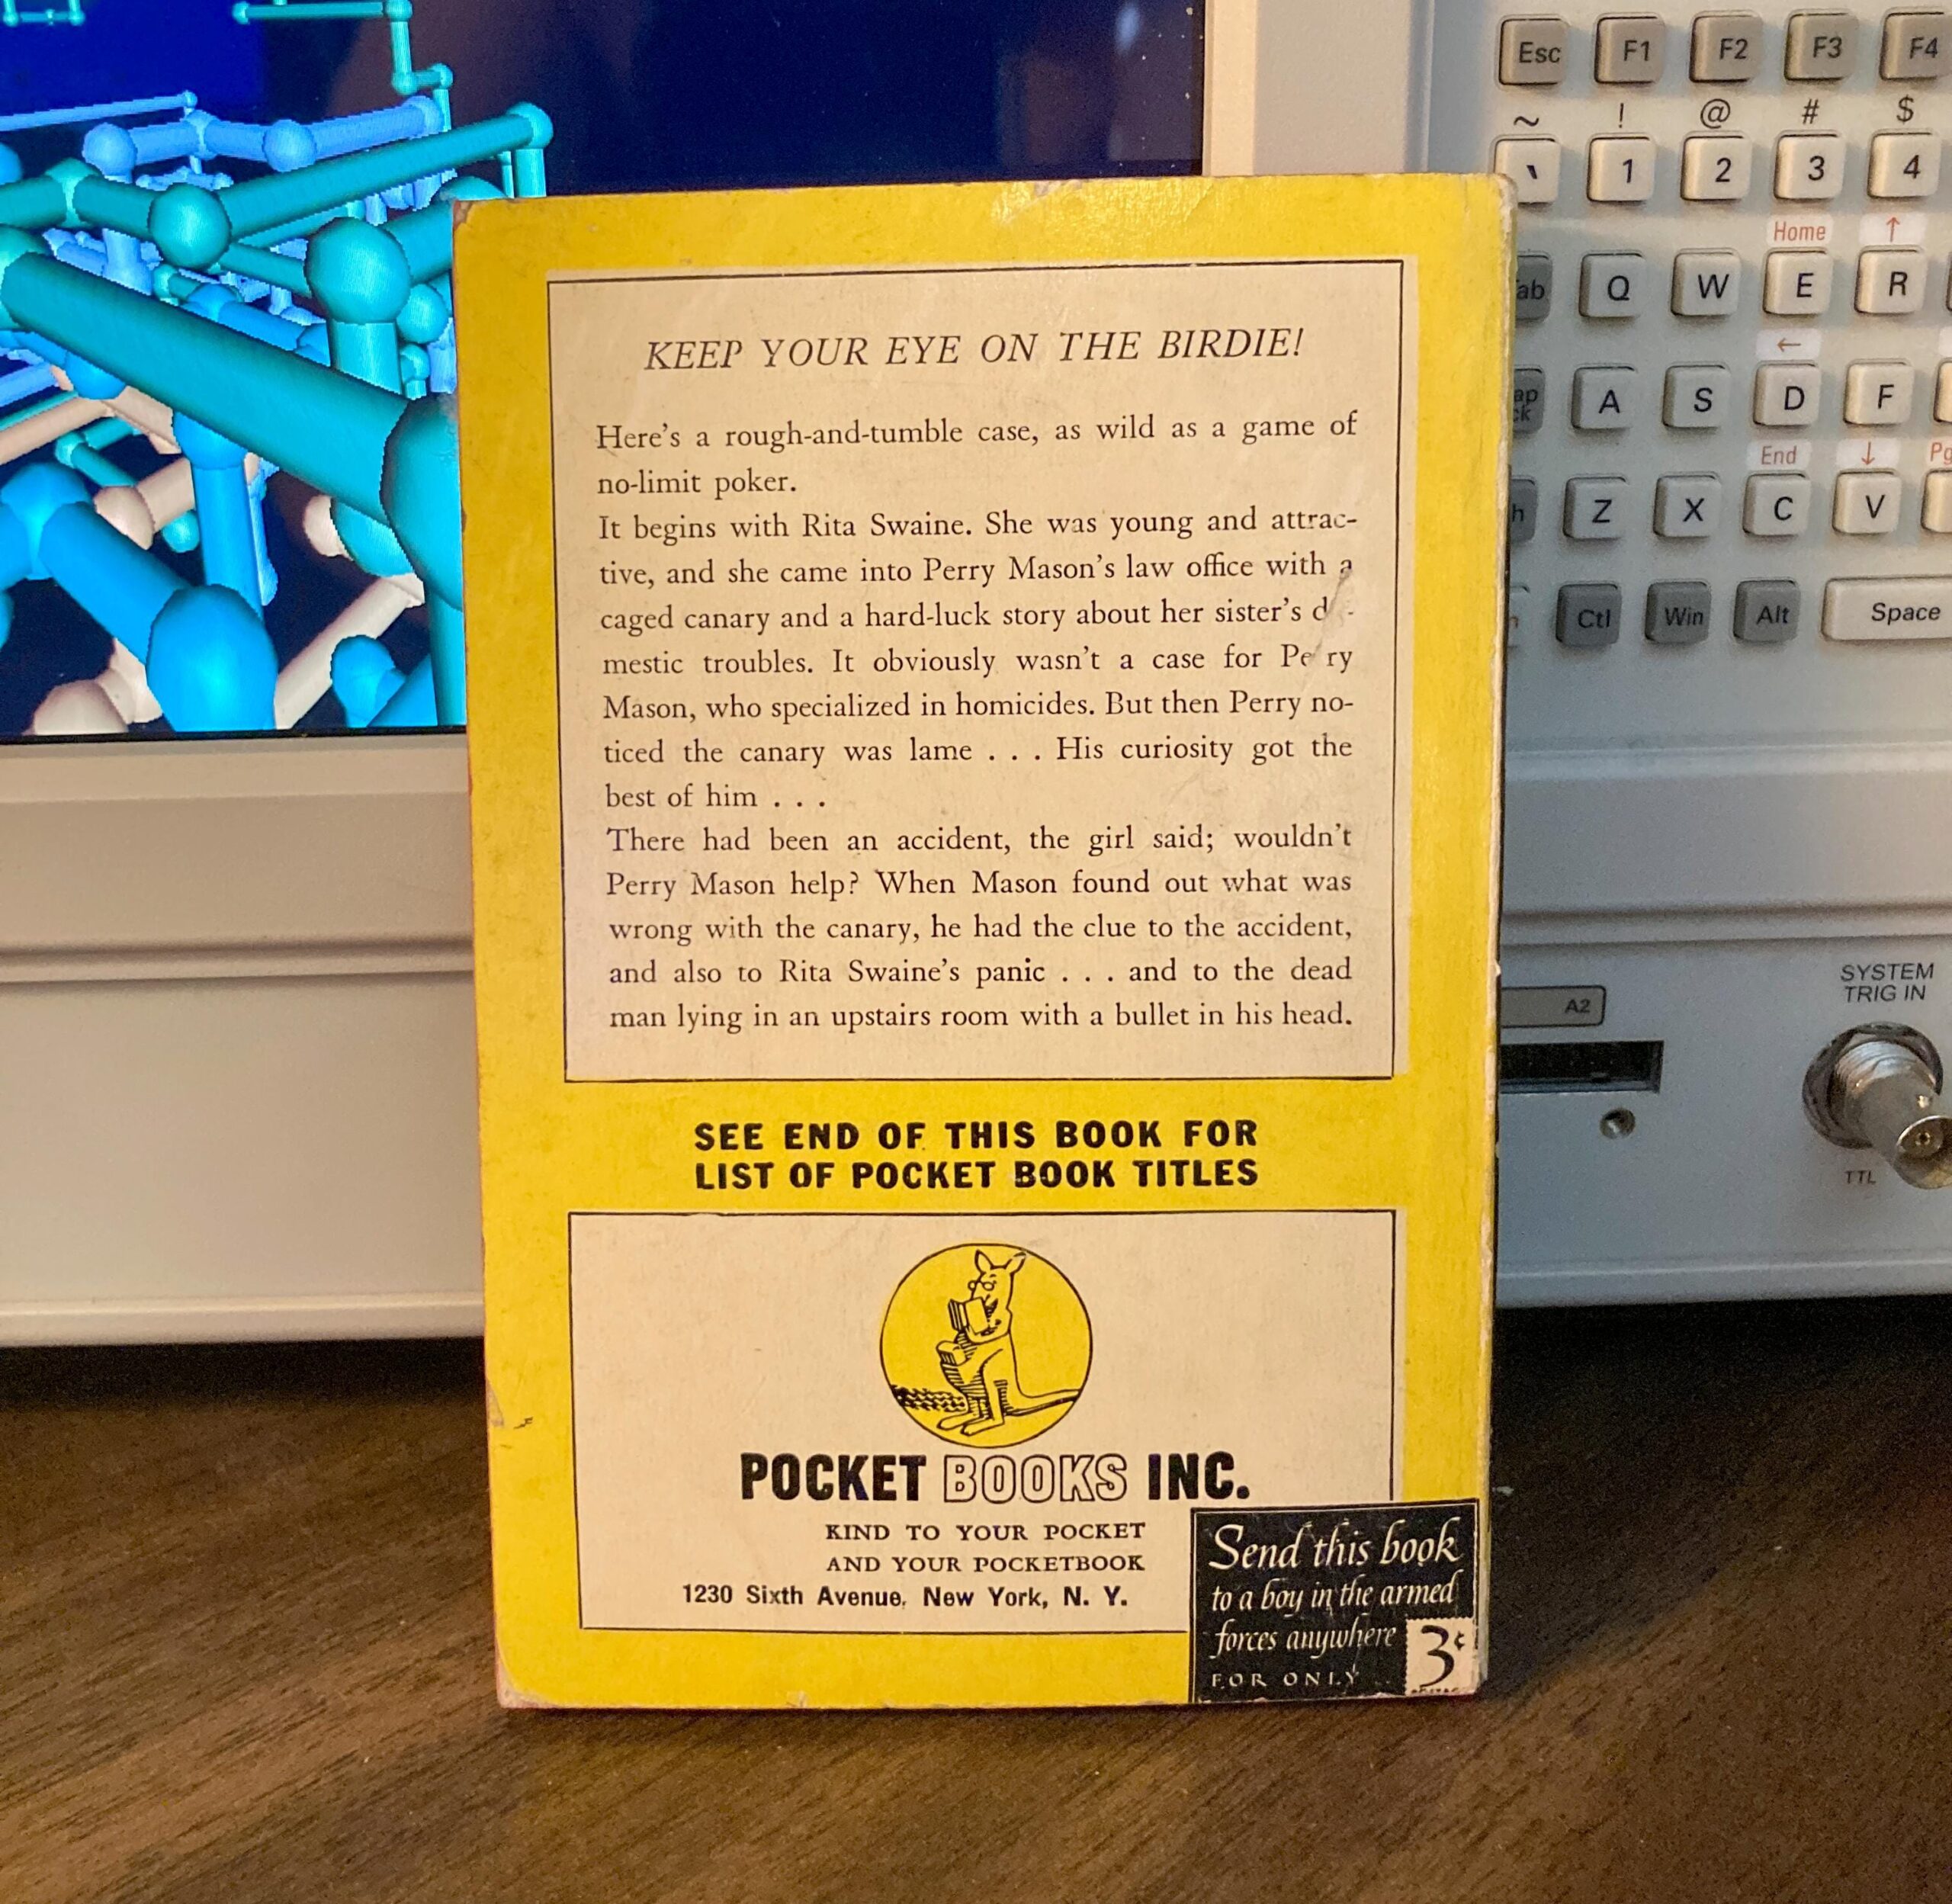 KEEP YOUR EYE ON THE BIRDIE!
Here's a rough-and-tumble case, as wild as a game of
no-limit poker.
It begins with Rita Swaine. She was young and attrac-
tive, and she came into Perry Mason's law office with a
caged canary and a hard-luck story about her sister's d -
mestic troubles. It obviously wasn't a case for Pe ry
Mason, who specialized in homicides. But then Perry no-
ticed the canary was lame . . . His curiosity got the
best of him . . .
There had been an accident, the girl said; wouldn't
Perry Mason help? When Mason found out what was
wrong with the canary, he had the clue to the accident,
and also to Rita Swaine's panic . . . and to the dead
man lying in an upstairs room with a bullet in his head.
SEE END OF THIS BOOK FOR
LIST OF POCKET BOOK TITLES
POCKET BOOKS INC.
KIND TO YOUR POCKET
AND YOUR POCKETBOOK
1230 Sixth Avenue, New York, N. Y.
Send this book
to a boy in the armed
forces anywhere
FOR ONLY 3¢
Esc F1 F2 F3 F4
~ ! @ # $
` 1 2 3 4
Home ↑
ab Q W E R
←
ap A S D F
ck
End ↓ Pg
h Z X C V
Ctl Win Alt Space
A2
SYSTEM
TRIG IN
TTL